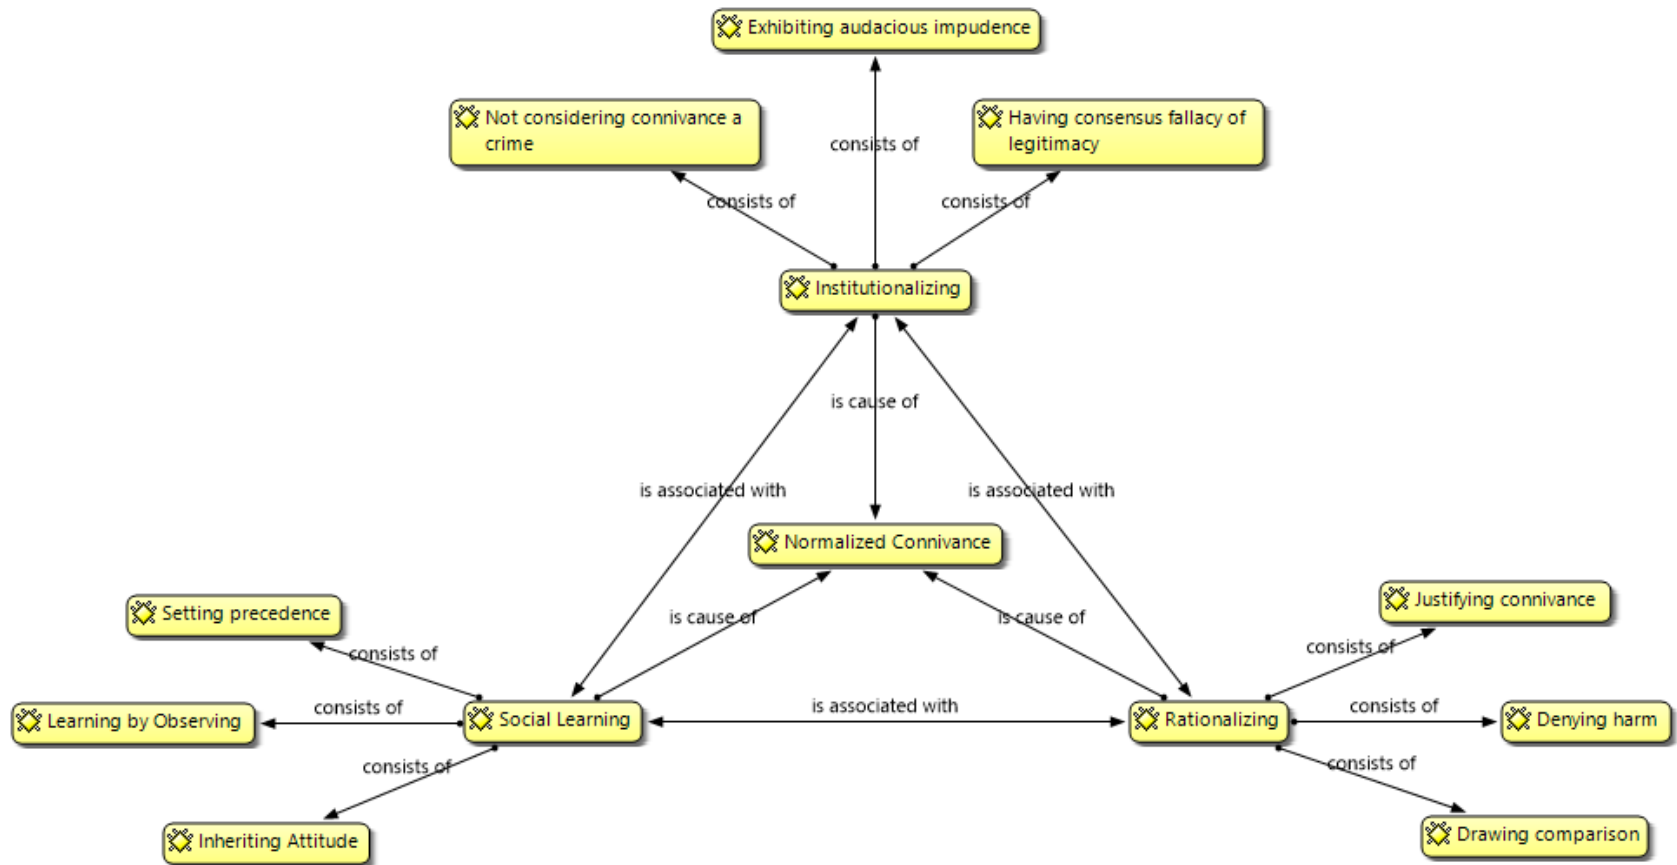 Exhibiting audacious impudence
Not considering connivance a
crime
Having consensus fallacy of
legitimacy
consists of
consists of
consists of
Institutionalizing
is cause of
is associated with
is associated with
Normalized Connivance
Setting precedence
is cause of
is cause of
Justifying connivance
consists of
consists of
Learning by Observing
consists of
Social Learning
is associated with
Rationalizing
consists of
Denying harm
consists of
consists of
Inheriting Attitude
Drawing comparison